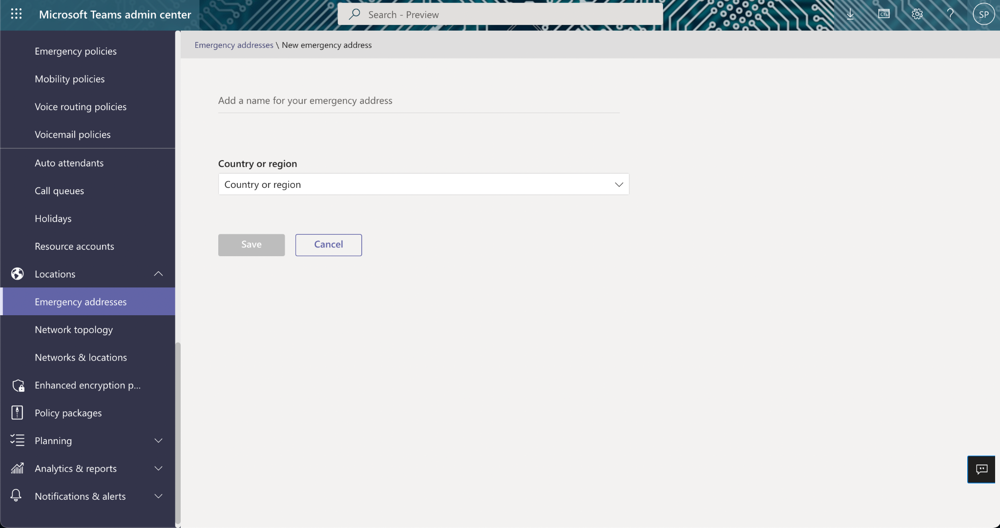 Microsoft Teams admin center
Search - Preview
C:\
?
SP
Emergency policies
Mobility policies
Voice routing policies
Voicemail policies
Auto attendants
Call queues
Holidays
Resource accounts
Locations
Emergency addresses
Network topology
Networks & locations
Enhanced encryption p...
Policy packages
Planning
Analytics & reports
Notifications & alerts
Emergency addresses \ New emergency address
Add a name for your emergency address
Country or region
Country or region
Save
Cancel